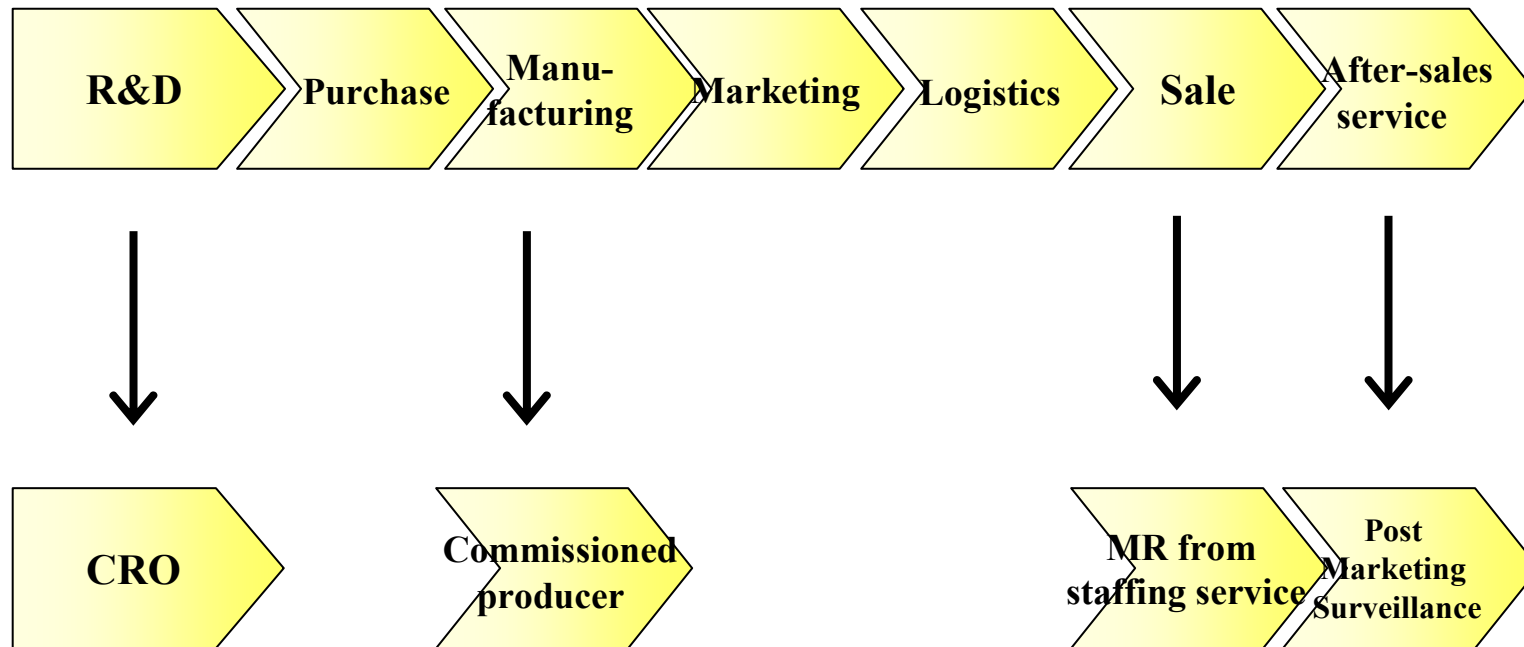 R&D
Purchase
Manu-
facturing
Marketing
Logistics
Sale
After-sales
service
CRO
Commissioned
producer
MR from
staffing service
Post
Marketing
Surveillance